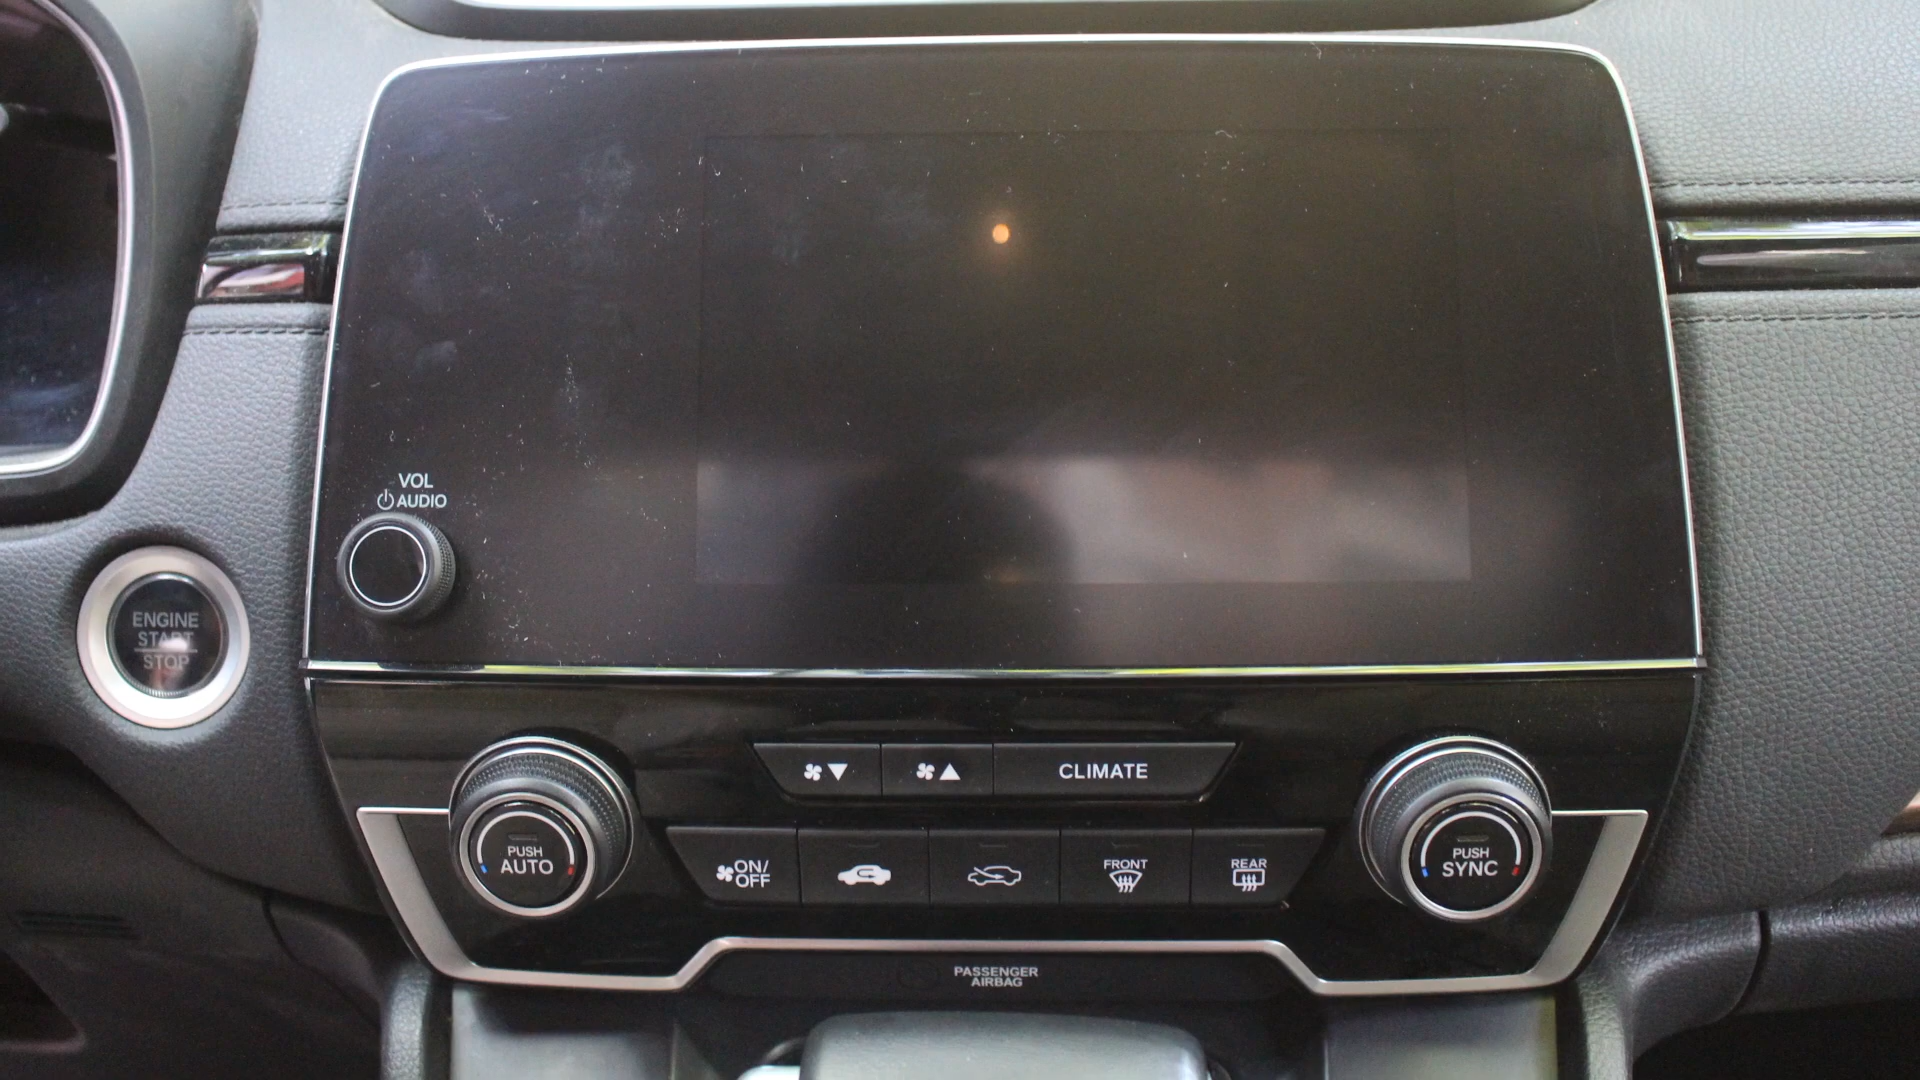 VOL
AUDIO
ENGINE
START
STOP
CLIMATE
PUSH
AUTO
ON/
OFF
FRONT
REAR
PUSH
SYNC
PASSENGER
AIRBAG